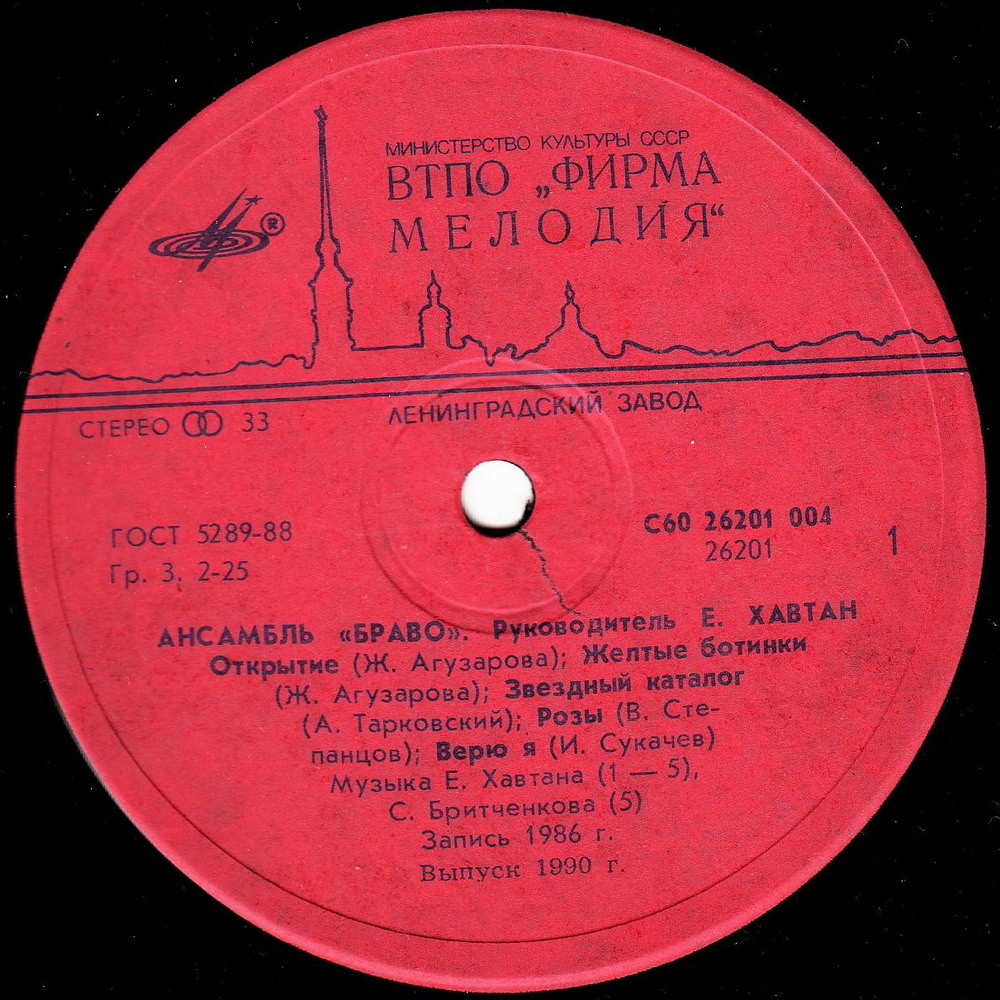 МИНИСТЕРСТВО КУЛЬТУРЫ СССР
ВТПО „ФИРМА
МЕЛОДИЯ“
®
ЛЕНИНГРАДСКИЙ ЗАВОД
СТЕРЕО 33
ГОСТ 5289-88
Гр. 3. 2-25
С60 26201 004
26201
1
АНСАМБЛЬ «БРАВО». Руководитель Е. ХАВТАН
Открытие (Ж. Агузарова); Желтые ботинки
(Ж. Агузарова); Звездный каталог
(А. Тарковский); Розы (В. Сте-
панцов); Верю я (И. Сукачев)
Музыка Е. Хавтана (1 — 5),
С. Бритченкова (5)
Запись 1986 г.
Выпуск 1990 г.